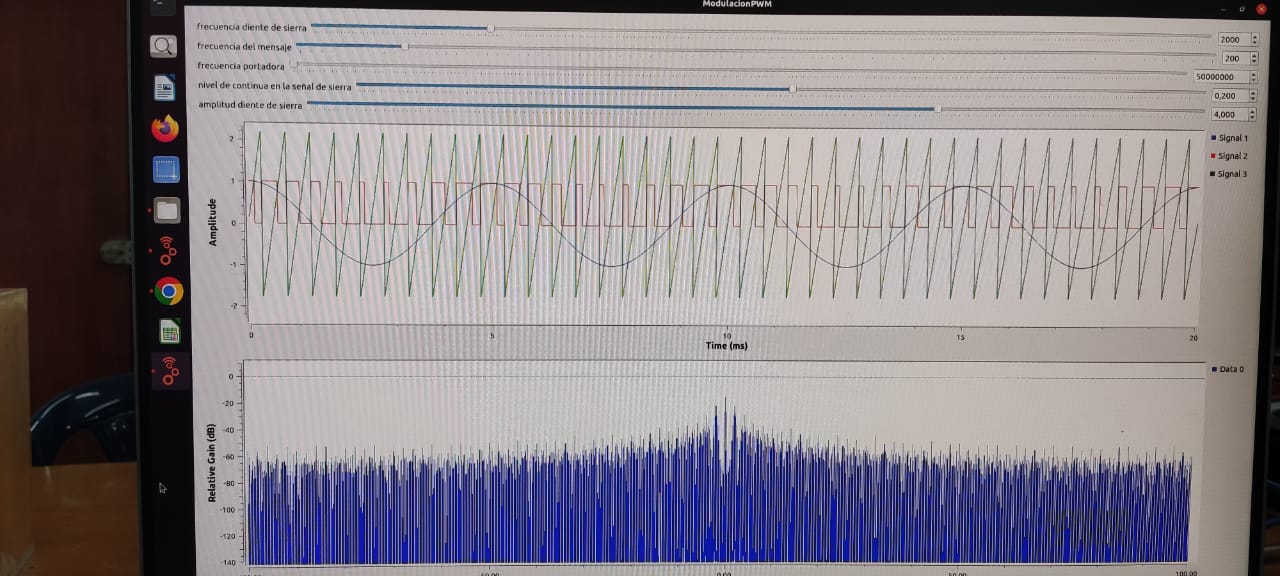 ModulacionPWM
frecuencia diente de sierra 2000
frecuencia del mensaje 200
frecuencia portadora 50000000
nivel de continua en la señal de sierra 0,200
amplitud diente de sierra 4,000
Signal 1
Signal 2
Signal 3
Amplitude
2
1
0
-1
-2
0 5 10 15 20
Time (ms)
Data 0
Relative Gain (dB)
0
-20
-40
-60
-80
-100
-120
-140
-50.00 0.00 50.00 100.00